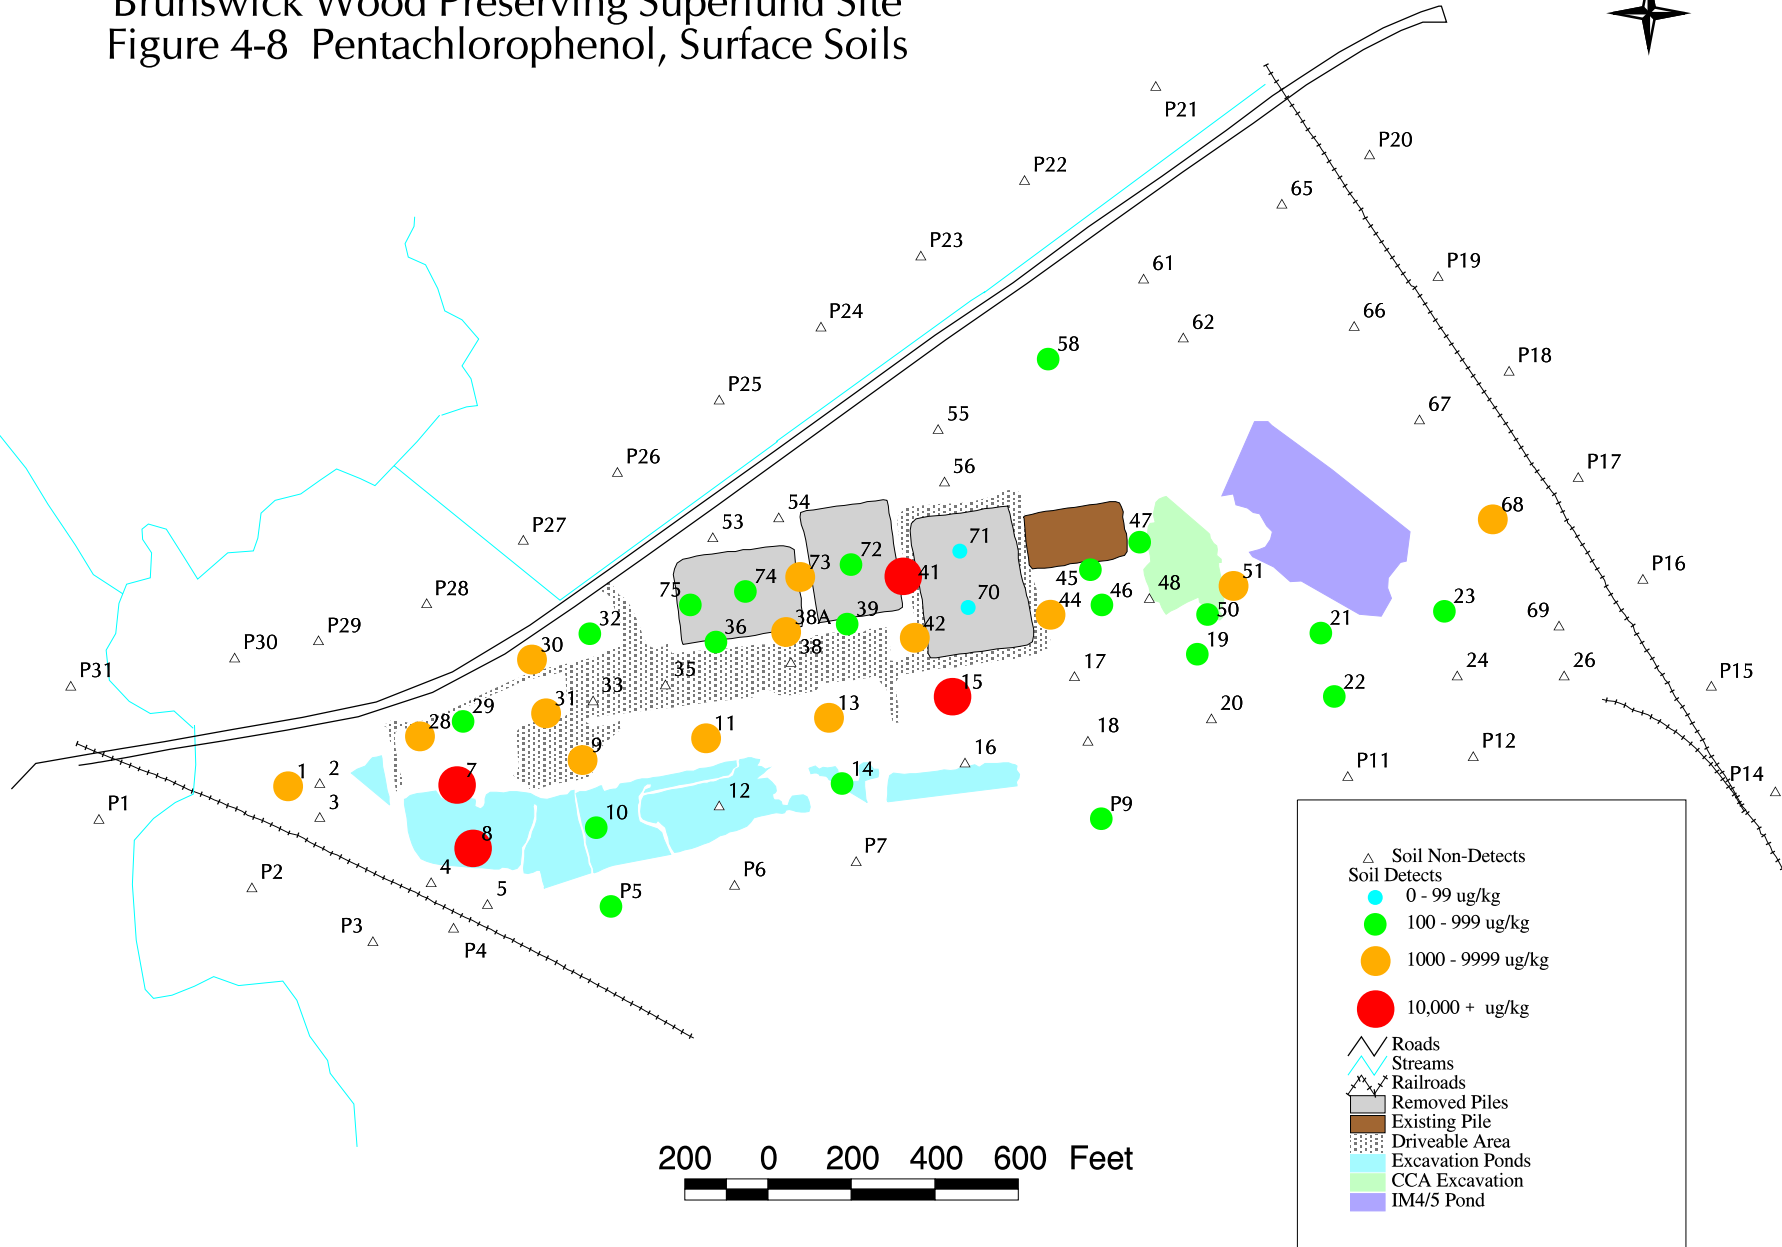 Brunswick Wood Preserving Superfund Site
Figure 4-8 Pentachlorophenol, Surface Soils
P21
P20
P22
65
P23
P19
61
P24
66
62
58
P18
P25
67
55
P26
56
P17
54
68
P27
53
47
71
72
73
41
51
P16
74
45
75
46
48
P28
70
44
39
23
50
32
38A
69
36
42
21
P29
19
P30
30
38
17
24
26
P31
35
33
15
P15
22
31
29
13
20
28
11
18
9
16
P12
1
2
7
14
P11
P14
P1
3
12
P9
10
8
P7
4
P2
P6
5
P5
P3
P4
Soil Non-Detects
Soil Detects
0 - 99 ug/kg
100 - 999 ug/kg
1000 - 9999 ug/kg
10,000 + ug/kg
Roads
Streams
Railroads
Removed Piles
Existing Pile
Driveable Area
Excavation Ponds
CCA Excavation
IM4/5 Pond
200 0 200 400 600 Feet